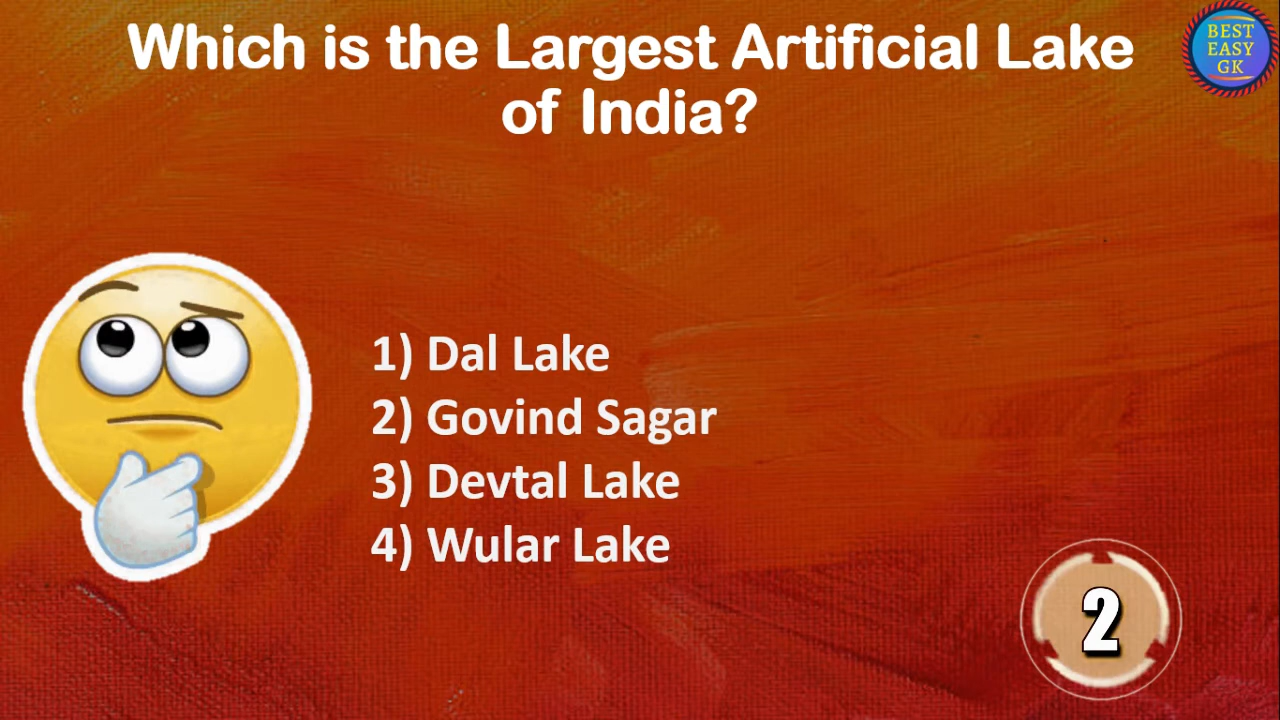 Which is the Largest Artificial Lake
of India?
BEST
EASY
GK
1) Dal Lake
2) Govind Sagar
3) Devtal Lake
4) Wular Lake
2